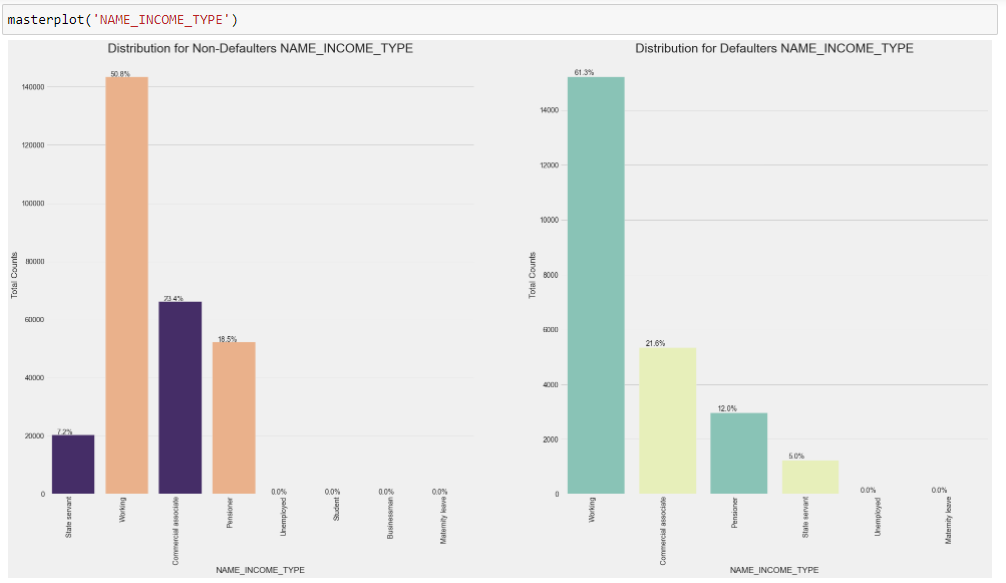 masterplot('NAME_INCOME_TYPE')
Distribution for Non-Defaulters NAME_INCOME_TYPE
Total Counts
140000
120000
100000
80000
60000
40000
20000
0
7.2%
50.8%
23.4%
18.5%
0.0%
0.0%
0.0%
0.0%
State servant
Working
Commercial associate
Pensioner
Unemployed
Student
Businessman
Maternity leave
NAME_INCOME_TYPE
Distribution for Defaulters NAME_INCOME_TYPE
Total Counts
14000
12000
10000
8000
6000
4000
2000
0
61.3%
21.6%
12.0%
5.0%
0.0%
0.0%
Working
Commercial associate
Pensioner
State servant
Unemployed
Maternity leave
NAME_INCOME_TYPE